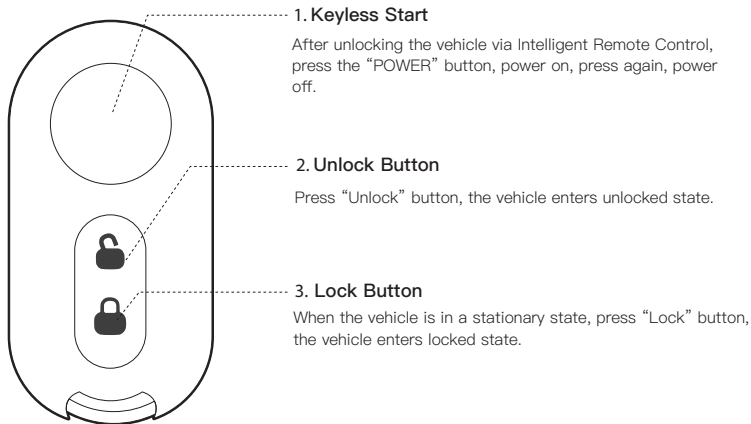 1. Keyless Start
After unlocking the vehicle via Intelligent Remote Control,
press the “POWER” button, power on, press again, power
off.
2. Unlock Button
Press “Unlock” button, the vehicle enters unlocked state.
3. Lock Button
When the vehicle is in a stationary state, press “Lock” button,
the vehicle enters locked state.